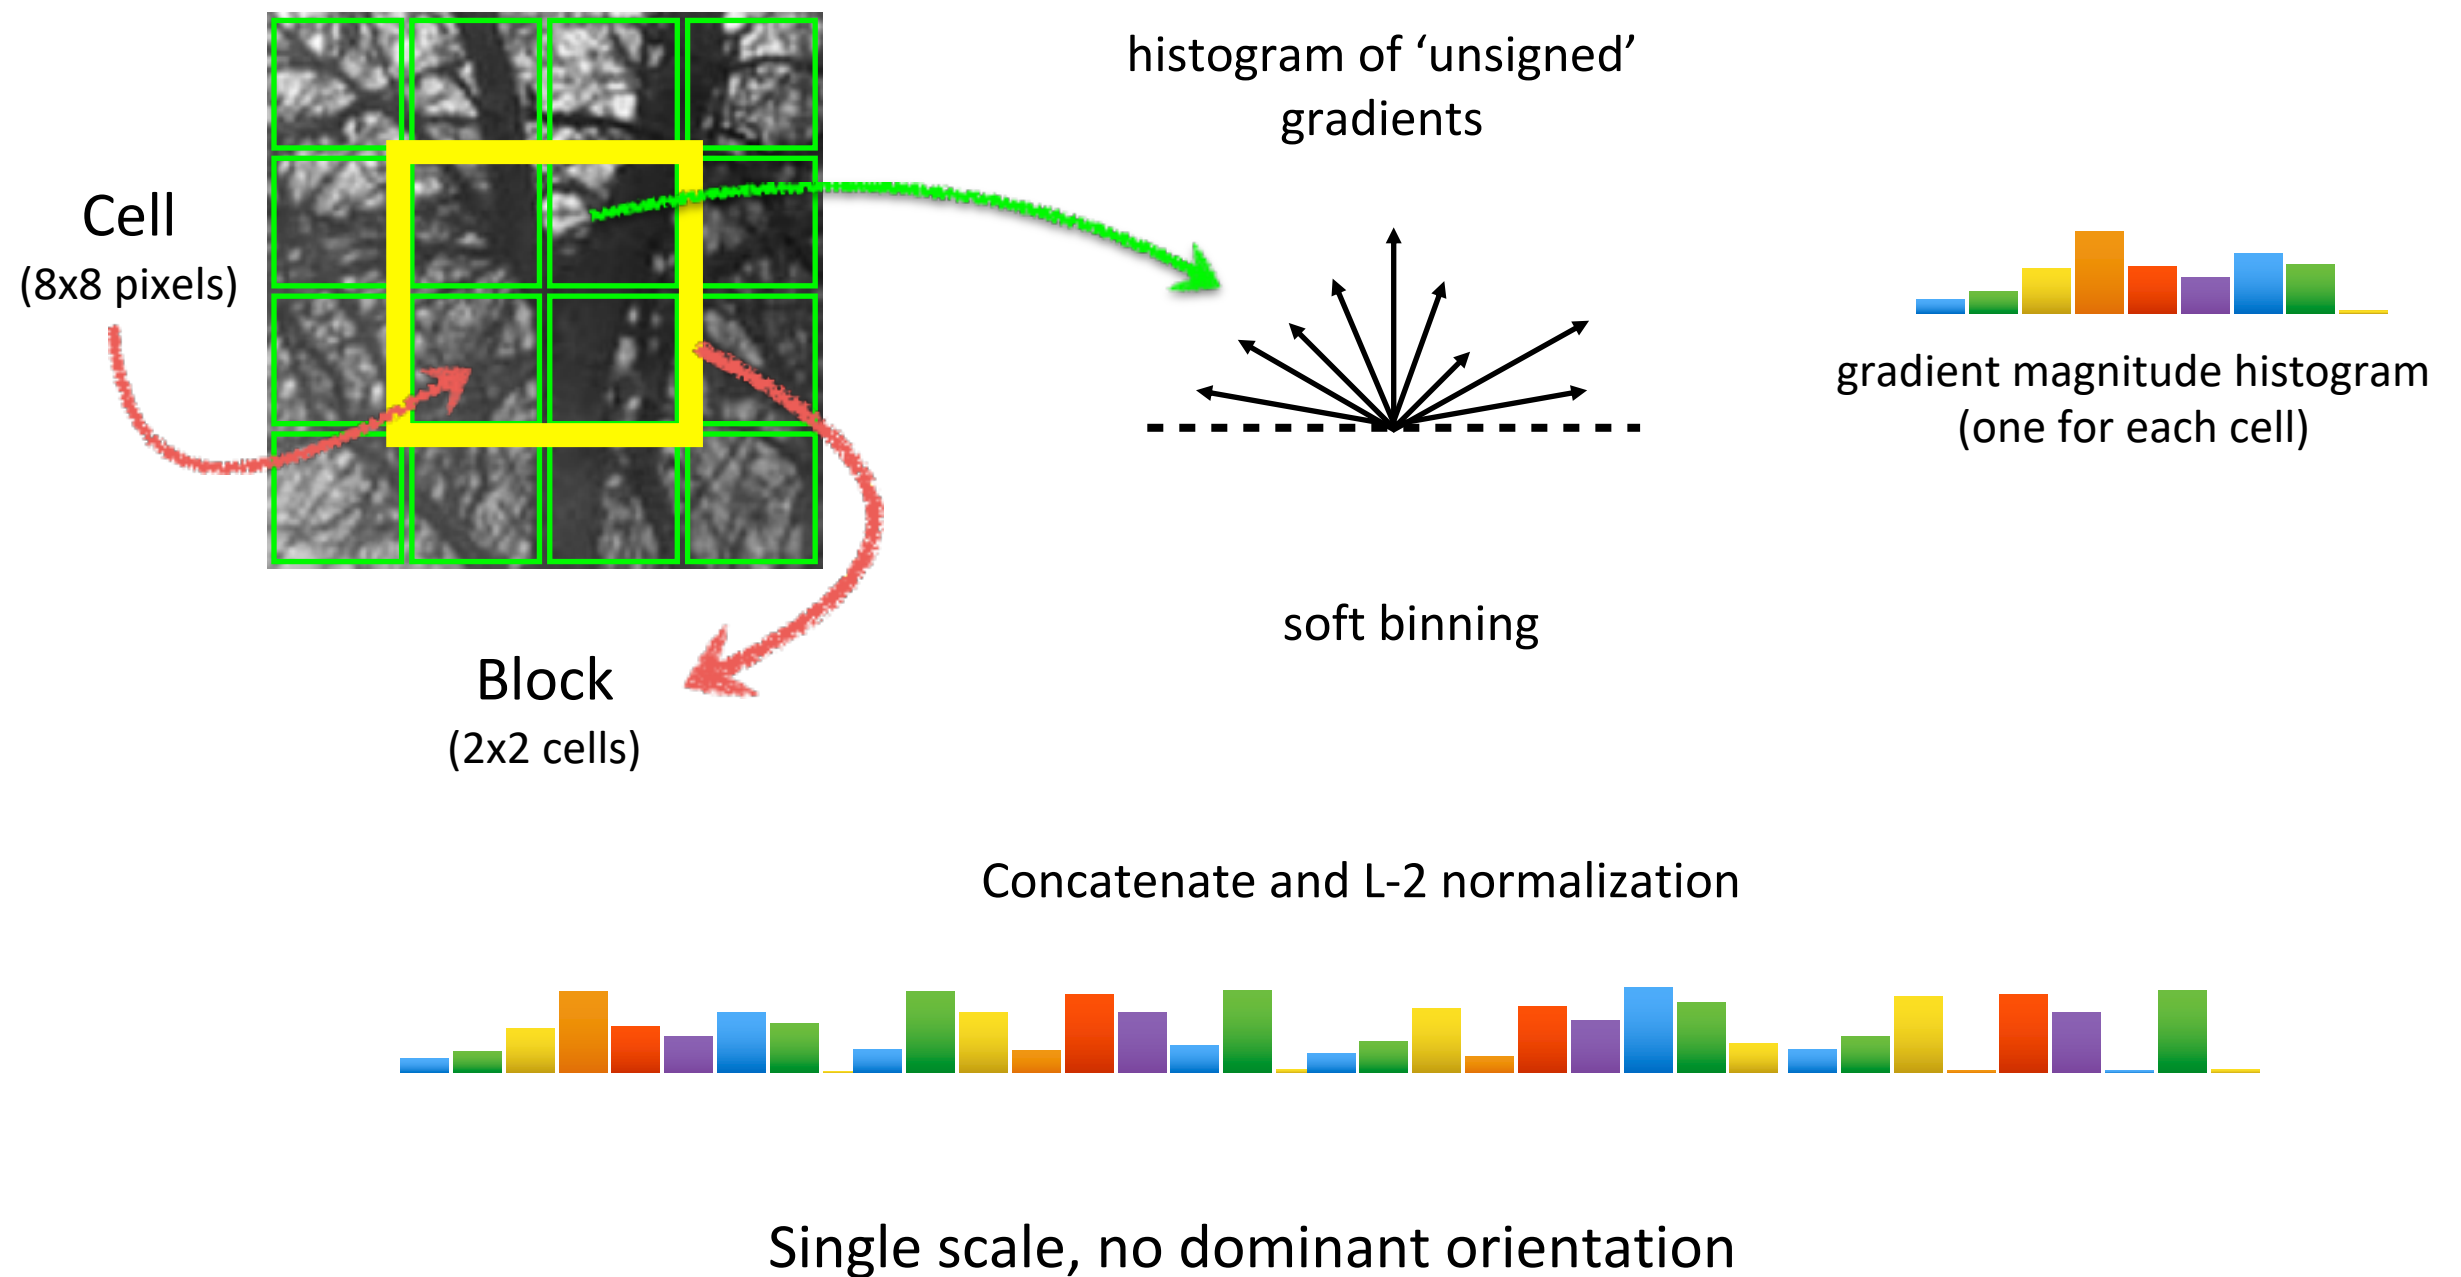 histogram of ‘unsigned’
gradients
Cell
(8x8 pixels)
gradient magnitude histogram
(one for each cell)
soft binning
Block
(2x2 cells)
Concatenate and L-2 normalization
Single scale, no dominant orientation